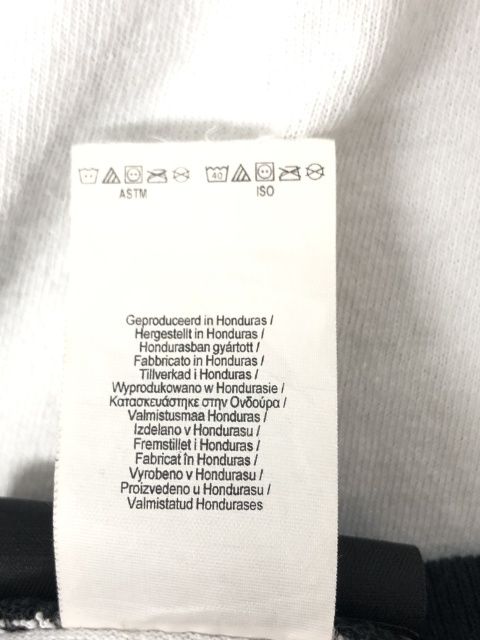 40
ASTM ISO
Geproduceerd in Honduras /
Hergestellt in Honduras /
Hondurasban gyártott /
Fabbricato in Honduras /
Tillverkad i Honduras /
Wyprodukowano w Hondurasie /
Κατασκευάστηκε στην Ονδούρα /
Valmistusmaa Honduras /
Izdelano v Hondurasu /
Fremstillet i Honduras /
Fabricat în Honduras /
Vyrobeno v Hondurasu /
Proizvedeno u Hondurasu /
Valmistatud Hondurases